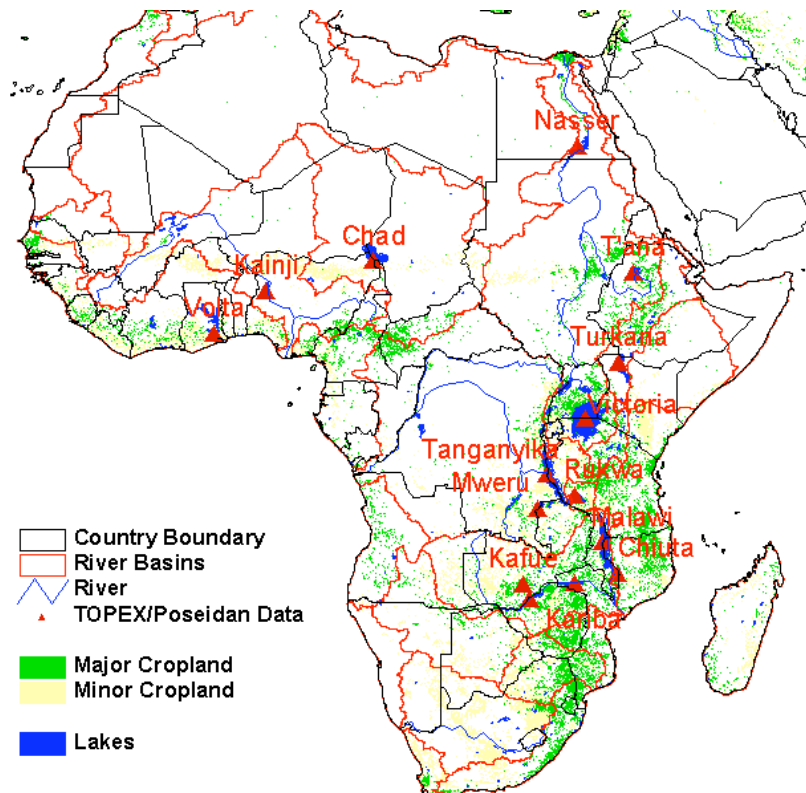 Nasser
Chad
T'ana
Kainji
Volta
Turkana
Victoria
Tanganyika
Rukwa
Mweru
Malawi
Chiuta
Kafue
Kariba
Country Boundary
River Basins
River
TOPEX/Poseidan Data
Major Cropland
Minor Cropland
Lakes